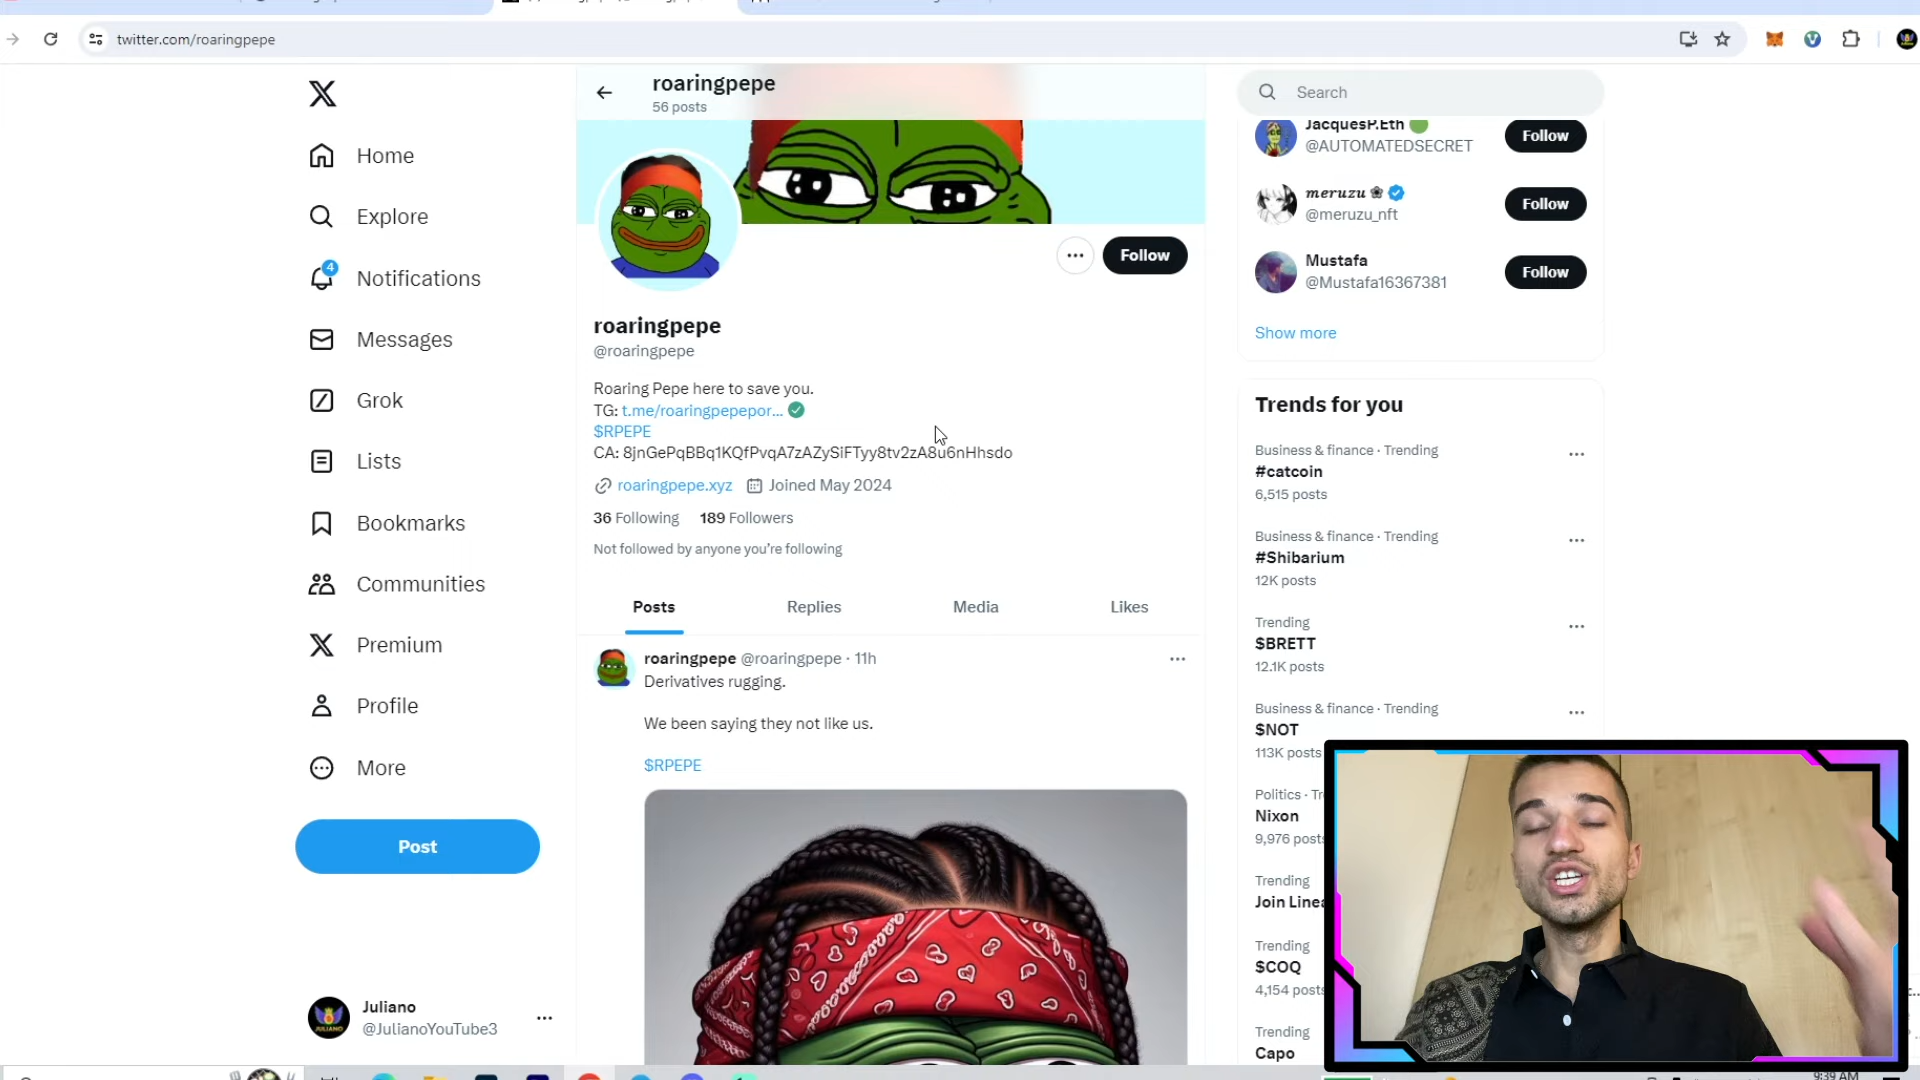 twitter.com/roaringpepe
Home
Explore
4
Notifications
Messages
Grok
Lists
Bookmarks
Communities
Premium
Profile
More
Post
Juliano
@JulianoYouTube3
roaringpepe
56 posts
Follow
roaringpepe
@roaringpepe
Roaring Pepe here to save you.
TG: t.me/roaringpepepor...
$RPEPE
CA: 8jnGePqBBq1KQfPvqA7zAZySiFTyy8tv2zA8u6nHhsdo
roaringpepe.xyz Joined May 2024
36 Following 189 Followers
Not followed by anyone you're following
Posts Replies Media Likes
roaringpepe @roaringpepe · 11h
Derivatives rugging.
We been saying they not like us.
$RPEPE
Search
JacquesP.Eth
@AUTOMATEDSECRET
Follow
meruzu
@meruzu_nft
Follow
Mustafa
@Mustafa16367381
Follow
Show more
Trends for you
Business & finance · Trending
#catcoin
6,515 posts
Business & finance · Trending
#Shibarium
12K posts
Trending
$BRETT
12.1K posts
Business & finance · Trending
$NOT
113K posts
Politics ·
Nixon
9,976 posts
Trending
Join
Trending
$COQ
4,154 posts
Trending
Capo
9:39 AM